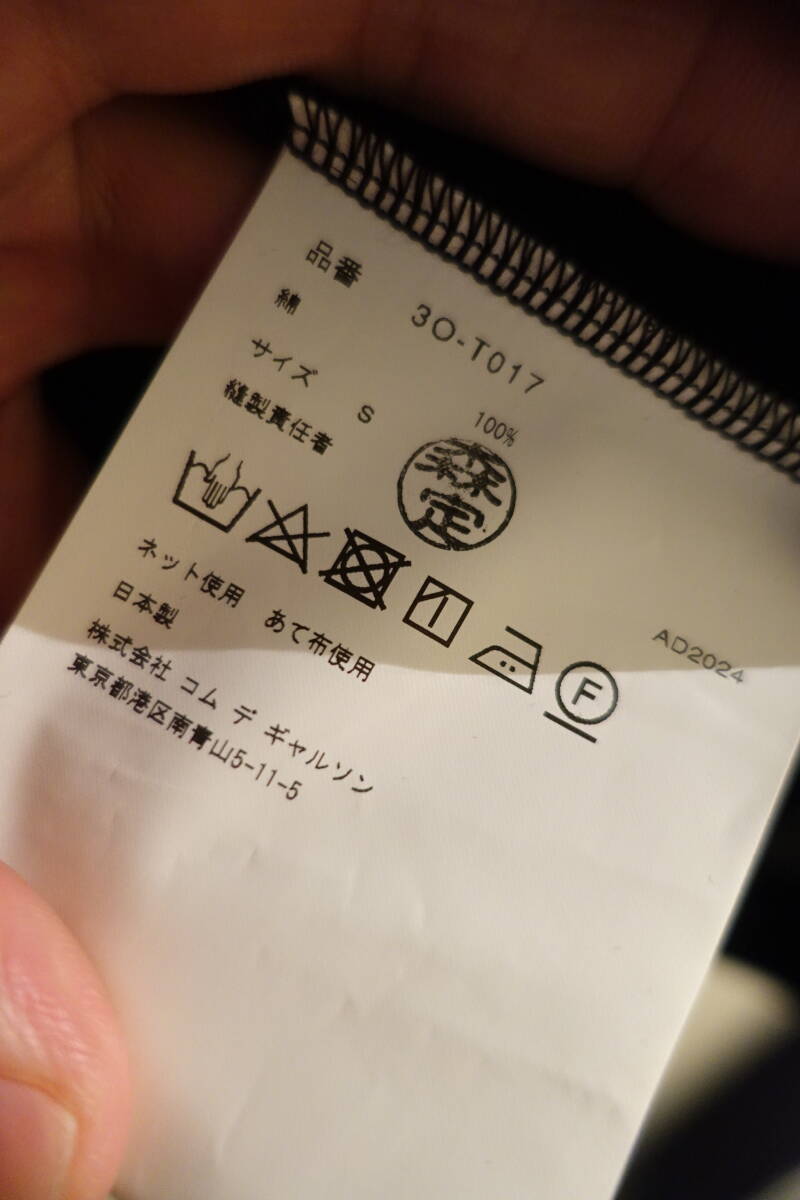 品番 3O-T017
綿 100%
サイズ S
縫製責任者 森定
F
ネット使用 あて布使用
AD2024
日本製
株式会社 コム デ ギャルソン
東京都港区南青山5-11-5